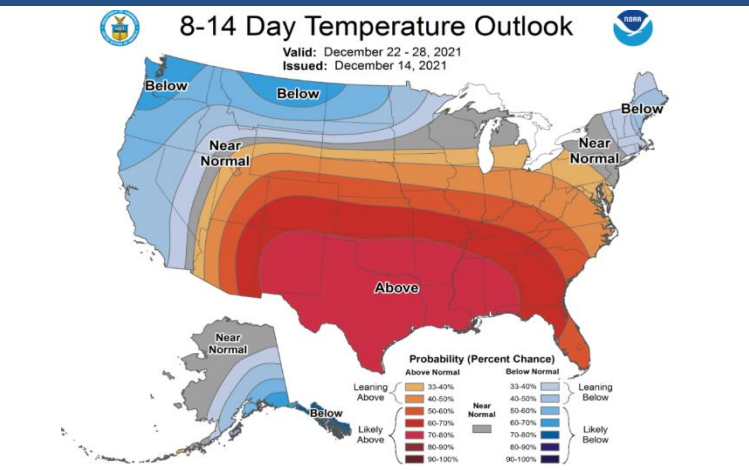 8-14 Day Temperature Outlook
NOAA
Valid: December 22 - 28, 2021
Issued: December 14, 2021
Below
Below
Below
Near
Normal
Near
Normal
Above
Near
Normal
Below
Probability (Percent Chance)
Above Normal
Below Normal
Leaning
Above
33-40%
40-50%
Likely
Above
50-60%
60-70%
70-80%
80-90%
90-100%
Near
Normal
33-40%
40-50%
Leaning
Below
50-60%
60-70%
70-80%
80-90%
90-100%
Likely
Below